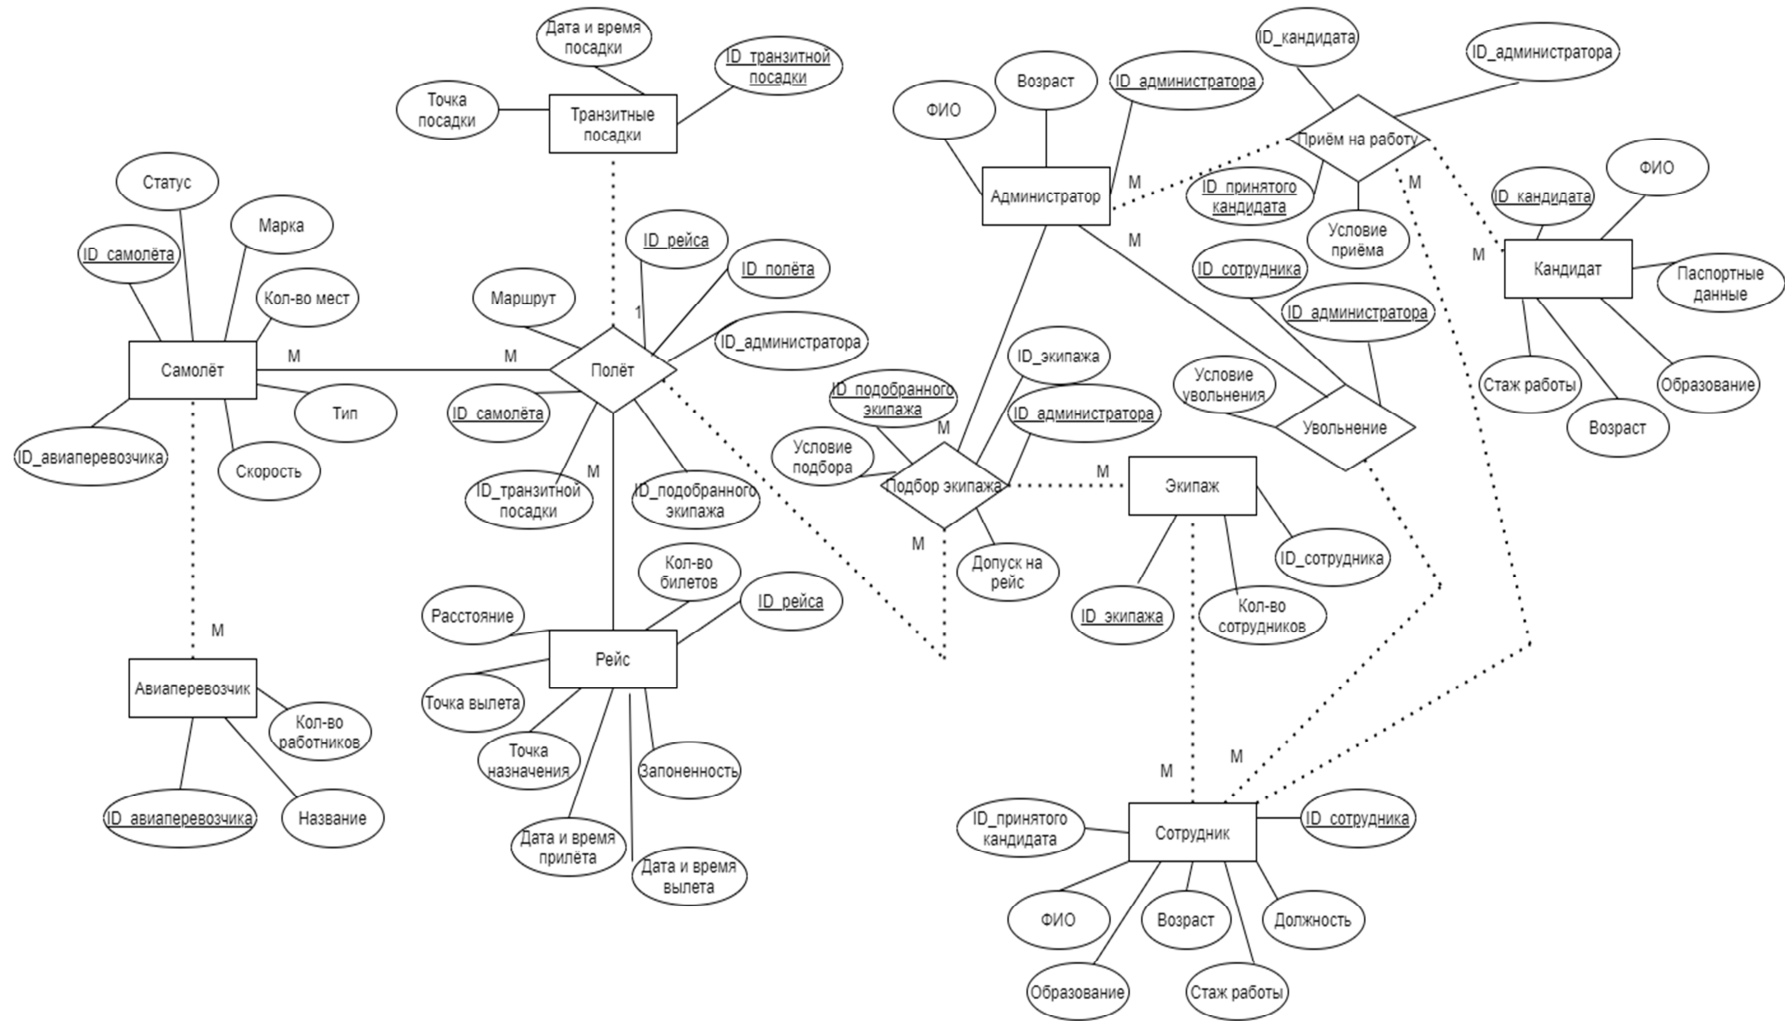 Дата и время
посадки
ID_транзитной
посадки
Точка
посадки
Транзитные
посадки
Статус
Марка
ID_самолёта
Кол-во мест
Самолёт
М
Тип
ID_авиаперевозчика
Скорость
М
Авиаперевозчик
Кол-во
работников
ID_авиаперевозчика
Название
ID_рейса
ID_полёта
Маршрут
1
ID_администратора
М
Полёт
ID_самолёта
М
ID_транзитной
посадки
ID_подобранного
экипажа
Кол-во
билетов
Расстояние
ID_рейса
Рейс
Точка вылета
Точка
назначения
Запоненность
Дата и время
прилёта
Дата и время
вылета
ФИО
Возраст
ID_администратора
Администратор
М
М
ID_кандидата
ID_администратора
Приём на работу
М
ID_принятого
кандидата
Условие
приёма
ФИО
ID_кандидата
М
Кандидат
Паспортные
данные
Стаж работы
Образование
Возраст
ID_сотрудника
ID_администратора
Условие
увольнения
Увольнение
ID_экипажа
ID_подобранного
экипажа
ID_администратора
М
Условие
подбора
Подбор экипажа
М
М
Допуск на
рейс
Экипаж
ID_сотрудника
ID_экипажа
Кол-во
сотрудников
М
М
ID_принятого
кандидата
Сотрудник
ID_сотрудника
ФИО
Возраст
Должность
Образование
Стаж работы